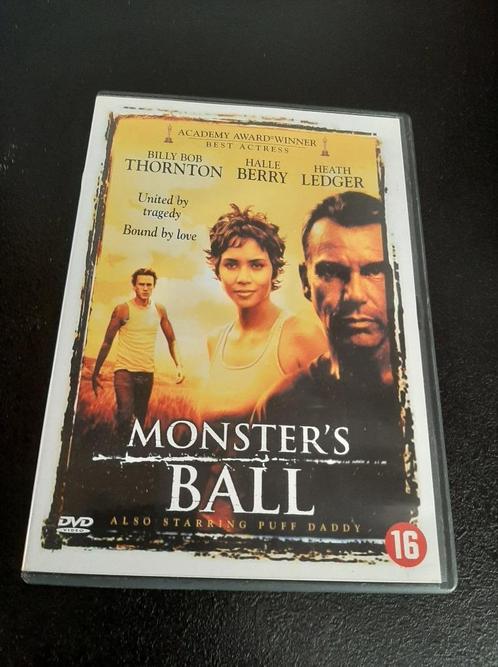 ACADEMY AWARD WINNER
BEST ACTRESS
BILLY BOB THORNTON
HALLE BERRY
HEATH LEDGER
United by
tragedy
Bound by love
MONSTER'S
BALL
ALSO STARRING PUFF DADDY
DVD
VIDEO
16